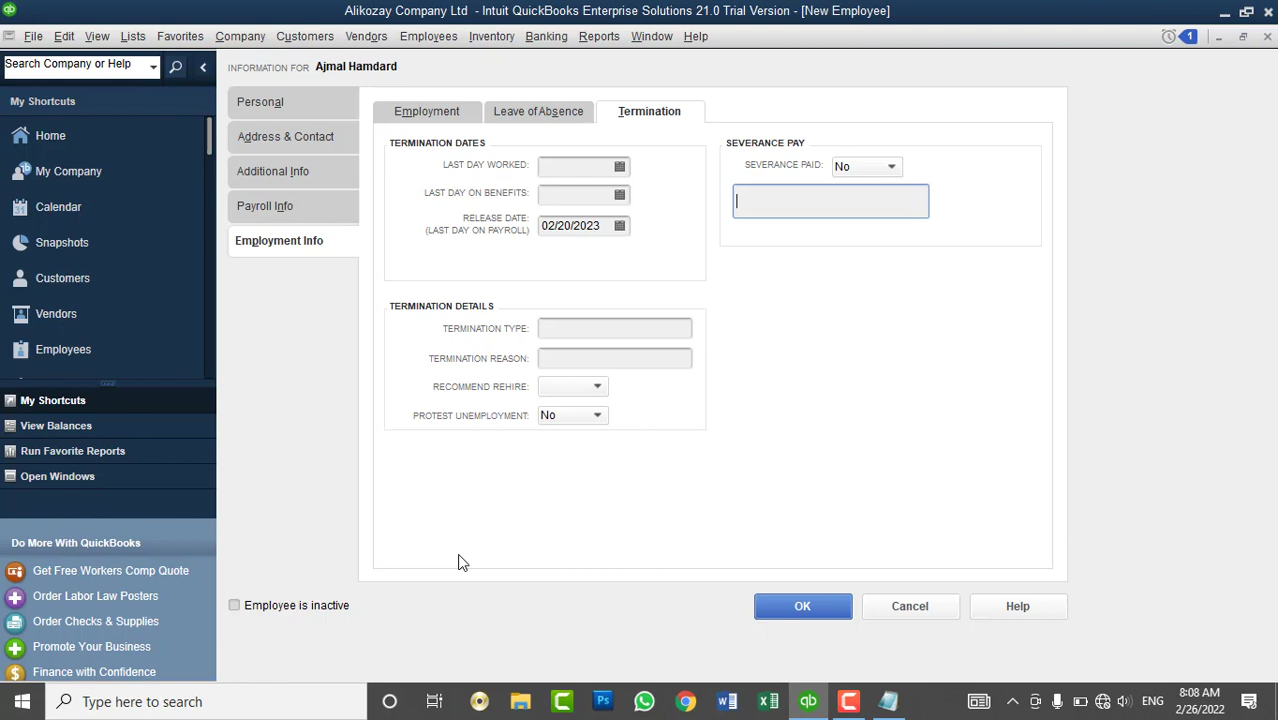 Alikozay Company Ltd - Intuit QuickBooks Enterprise Solutions 21.0 Trial Version - [New Employee]
File Edit View Lists Favorites Company Customers Vendors Employees Inventory Banking Reports Window Help
1
Search Company or Help
My Shortcuts
Home
My Company
Calendar
Snapshots
Customers
Vendors
Employees
My Shortcuts
View Balances
Run Favorite Reports
Open Windows
Do More With QuickBooks
Get Free Workers Comp Quote
Order Labor Law Posters
Order Checks & Supplies
Promote Your Business
Finance with Confidence
INFORMATION FOR Ajmal Hamdard
Personal
Address & Contact
Additional Info
Payroll Info
Employment Info
Employment Leave of Absence Termination
TERMINATION DATES
LAST DAY WORKED:
LAST DAY ON BENEFITS:
RELEASE DATE:
(LAST DAY ON PAYROLL)
02/20/2023
SEVERANCE PAY
SEVERANCE PAID: No
TERMINATION DETAILS
TERMINATION TYPE:
TERMINATION REASON:
RECOMMEND REHIRE:
PROTEST UNEMPLOYMENT: No
Employee is inactive
OK Cancel Help
Type here to search
Ps
qb
ENG
8:08 AM
2/26/2022